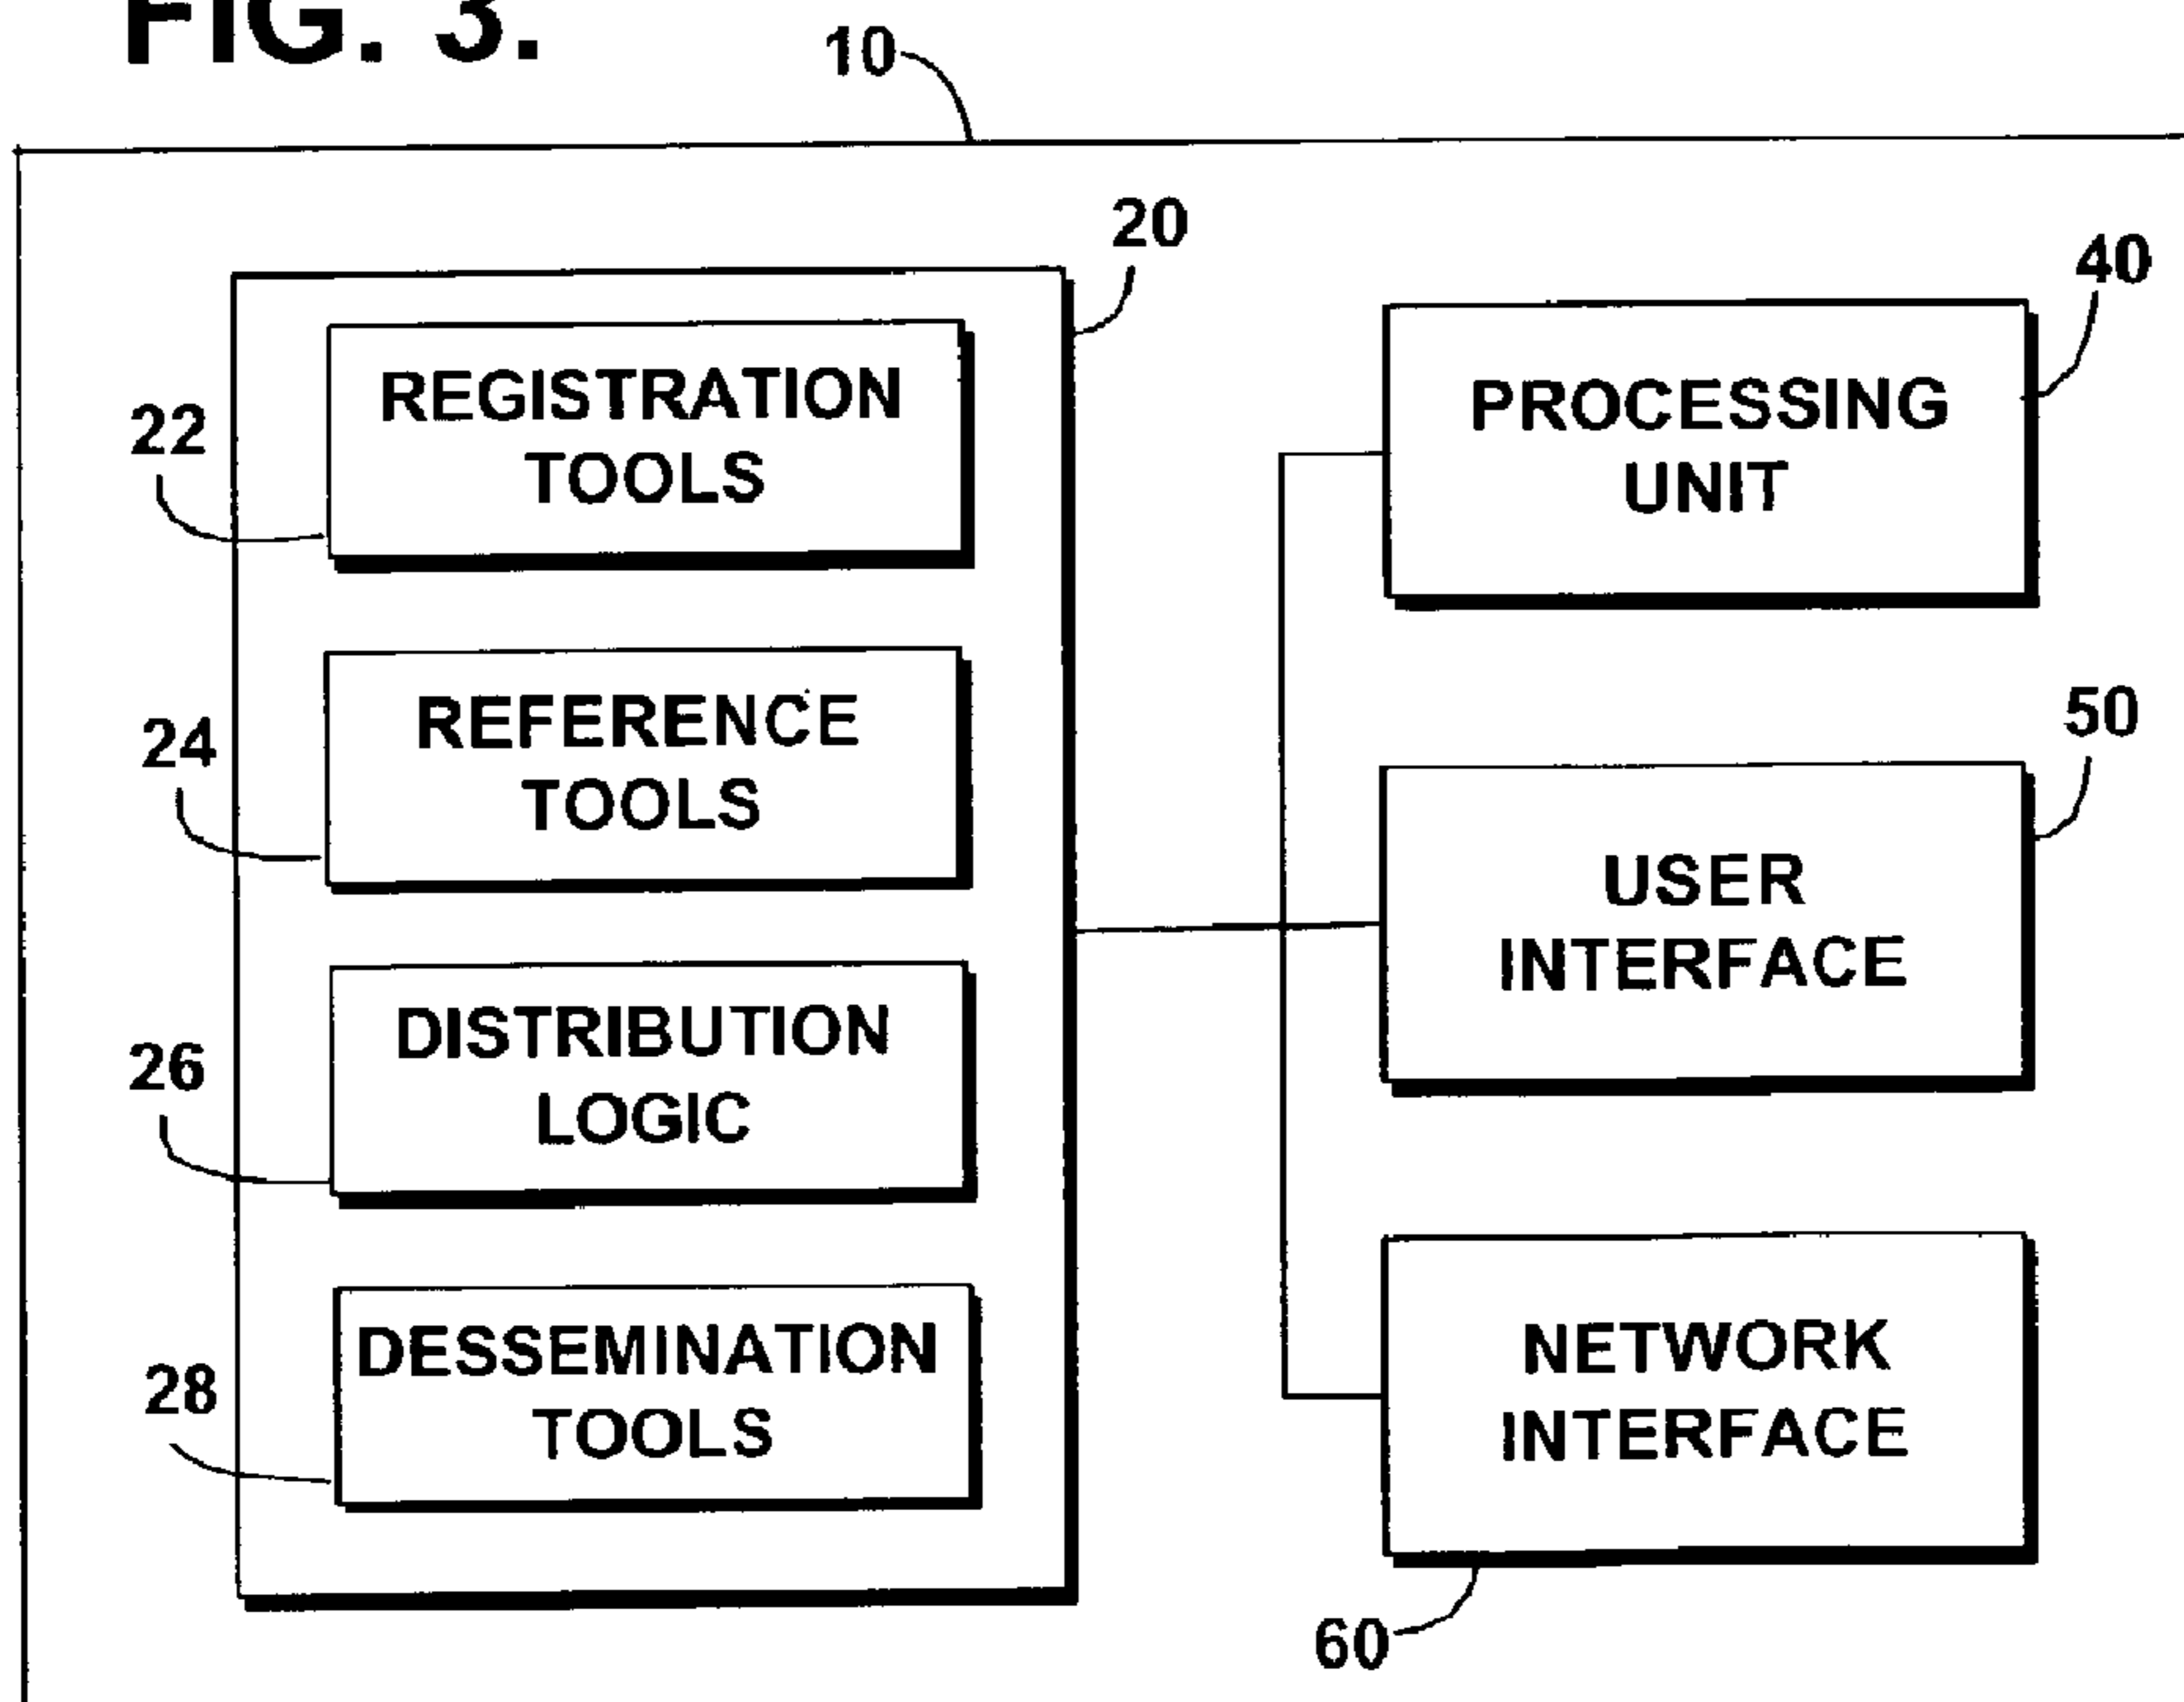 FIG. 3.
10
20
40
22
REGISTRATION
TOOLS
PROCESSING
UNIT
24
REFERENCE
TOOLS
50
USER
INTERFACE
26
DISTRIBUTION
LOGIC
28
DESSEMINATION
TOOLS
NETWORK
INTERFACE
60